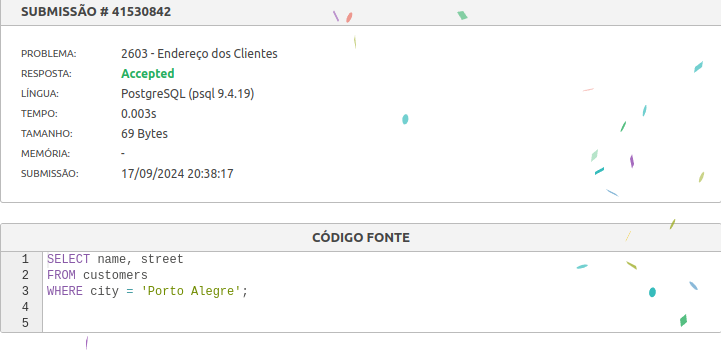 SUBMISSÃO # 41530842
PROBLEMA: 2603 - Endereço dos Clientes
RESPOSTA: Accepted
LÍNGUA: PostgreSQL (psql 9.4.19)
TEMPO: 0.003s
TAMANHO: 69 Bytes
MEMÓRIA: -
SUBMISSÃO: 17/09/2024 20:38:17
CÓDIGO FONTE
1 SELECT name, street
2 FROM customers
3 WHERE city = 'Porto Alegre';
4
5